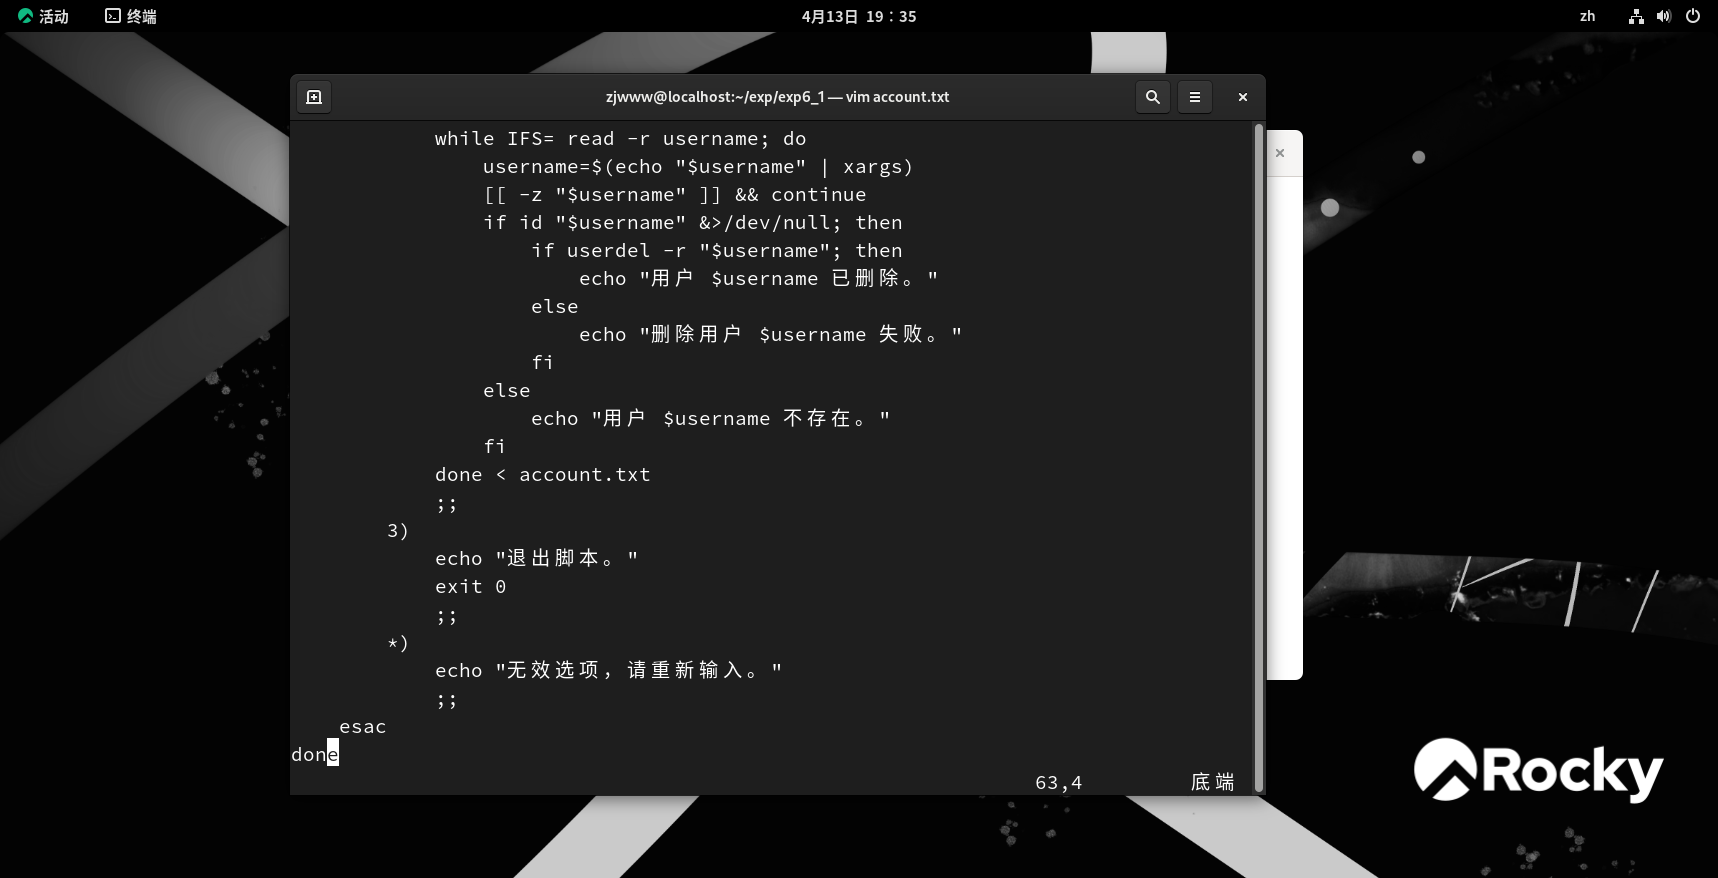 活动 终端 4月13日 19：35 zh
zjwww@localhost:~/exp/exp6_1 — vim account.txt
while IFS= read -r username; do
username=$(echo "$username" | xargs)
[[ -z "$username" ]] && continue
if id "$username" &>/dev/null; then
if userdel -r "$username"; then
echo "用户 $username 已删除。"
else
echo "删除用户 $username 失败。"
fi
else
echo "用户 $username 不存在。"
fi
done < account.txt
;;
3)
echo "退出脚本。"
exit 0
;;
*)
echo "无效选项，请重新输入。"
;;
esac
done
63,4 底端
Rocky